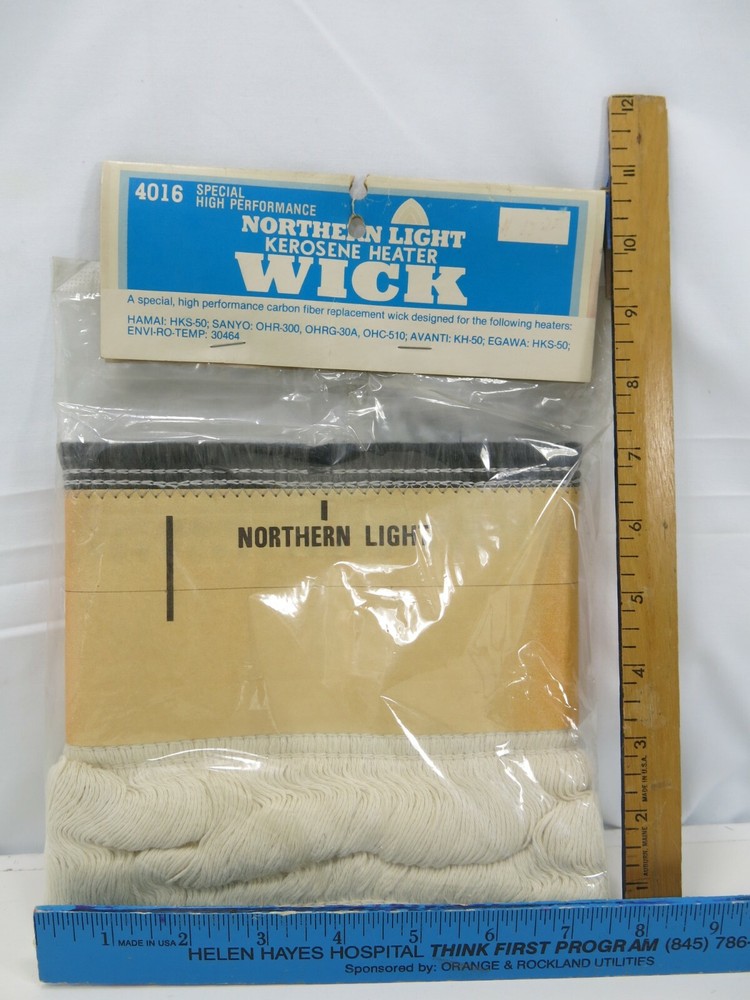 4016 SPECIAL
HIGH PERFORMANCE
NORTHERN LIGHT
KEROSENE HEATER
WICK
A special, high performance carbon fiber replacement wick designed for the following heaters:
HAMAI: HKS-50; SANYO: OHR-300, OHRG-30A, OHC-510; AVANTI: KH-50; EGAWA: HKS-50;
ENVI-RO-TEMP: 30464
NORTHERN LIGHT
12
11
10
9
8
7
6
5
4
3
2
1
MADE IN U.S.A.
AUBURN, MAINE
1 MADE IN USA 2 3 4 5 6 7 8 9
HELEN HAYES HOSPITAL THINK FIRST PROGRAM (845) 786-
Sponsored by: ORANGE & ROCKLAND UTILITIES